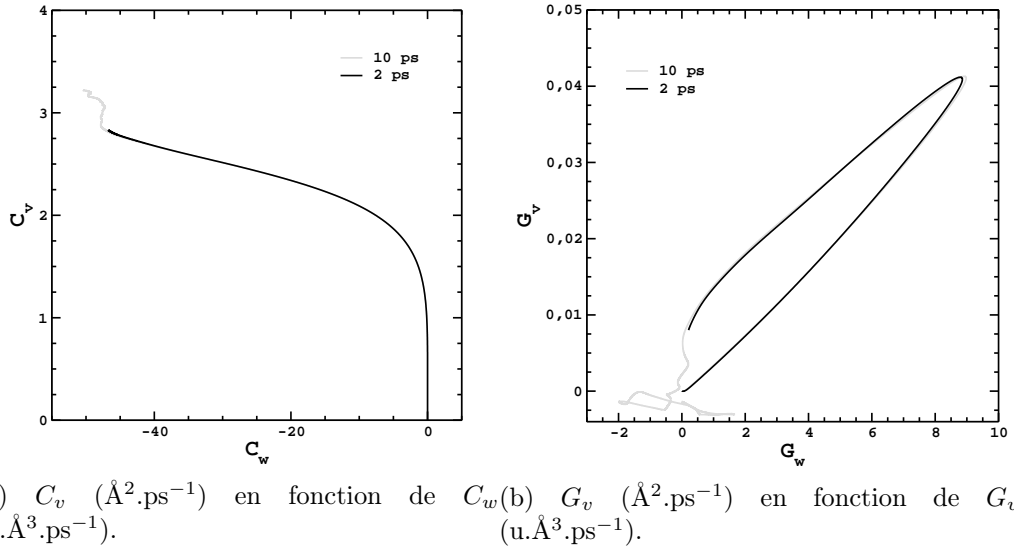 4
3
2
1
0
-40
-20
0
C_v
C_w
10 ps
2 ps
0,05
0,04
0,03
0,02
0,01
0
-2
0
2
4
6
8
10
G_v
G_w
10 ps
2 ps
) C_v (Å².ps⁻¹) en fonction de C_w
.Å³.ps⁻¹).
(b) G_v (Å².ps⁻¹) en fonction de G
(u.Å³.ps⁻¹).